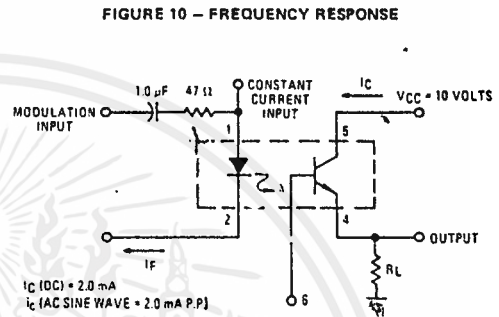 FIGURE 10 – FREQUENCY RESPONSE
1.0 µF
47 Ω
CONSTANT
CURRENT
INPUT
IC
VCC = 10 VOLTS
MODULATION
INPUT
1
5
2
4
IF
OUTPUT
RL
6
IC (DC) = 2.0 mA
iC (AC SINE WAVE = 2.0 mA P.P)